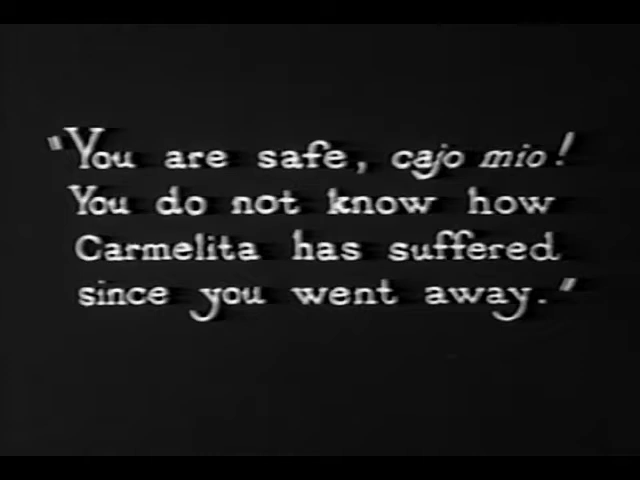 "You are safe, cajo mio!
You do not know how
Carmelita has suffered
since you went away."